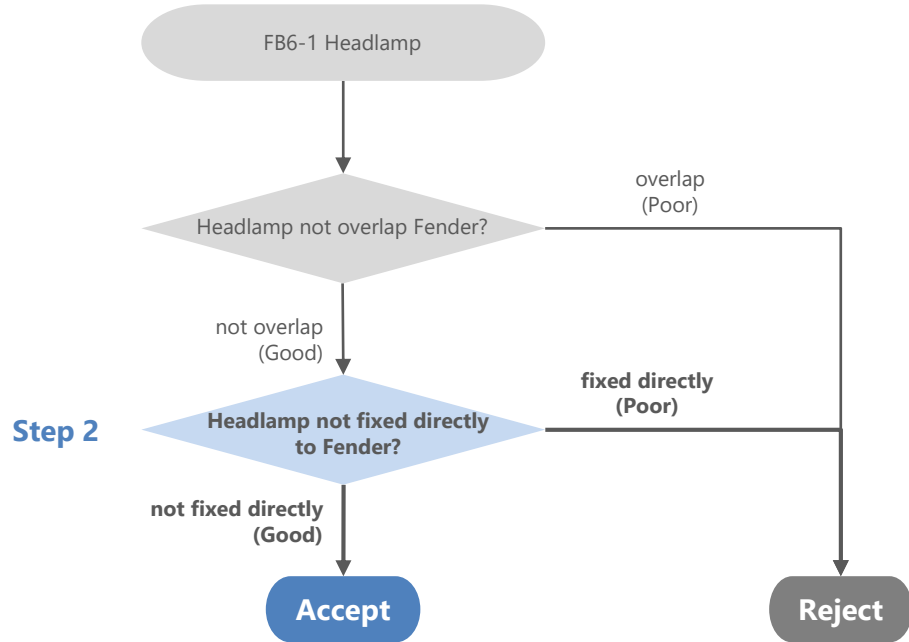 FB6-1 Headlamp
Headlamp not overlap Fender?
overlap
(Poor)
not overlap
(Good)
Step 2
Headlamp not fixed directly
to Fender?
fixed directly
(Poor)
not fixed directly
(Good)
Accept
Reject